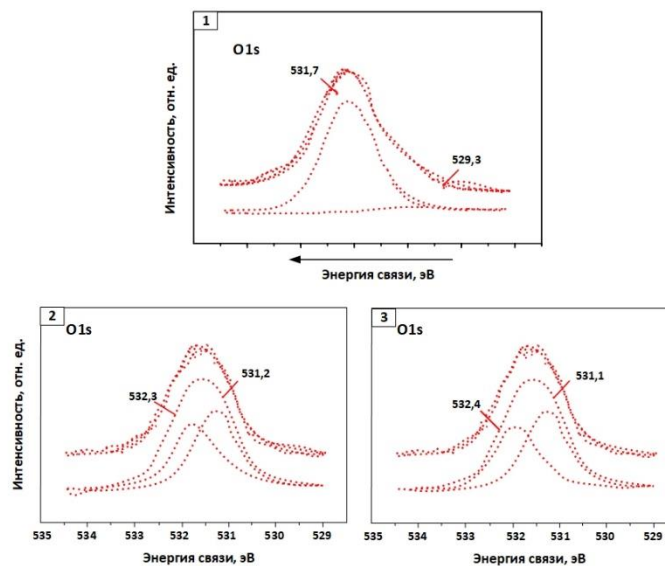 1
O1s
531,7
529,3
Интенсивность, отн. ед.
Энергия связи, эВ
2
O1s
532,3
531,2
Интенсивность, отн. ед.
535 534 533 532 531 530 529
Энергия связи, эВ
3
O1s
531,1
532,4
535 534 533 532 531 530 529
Энергия связи, эВ